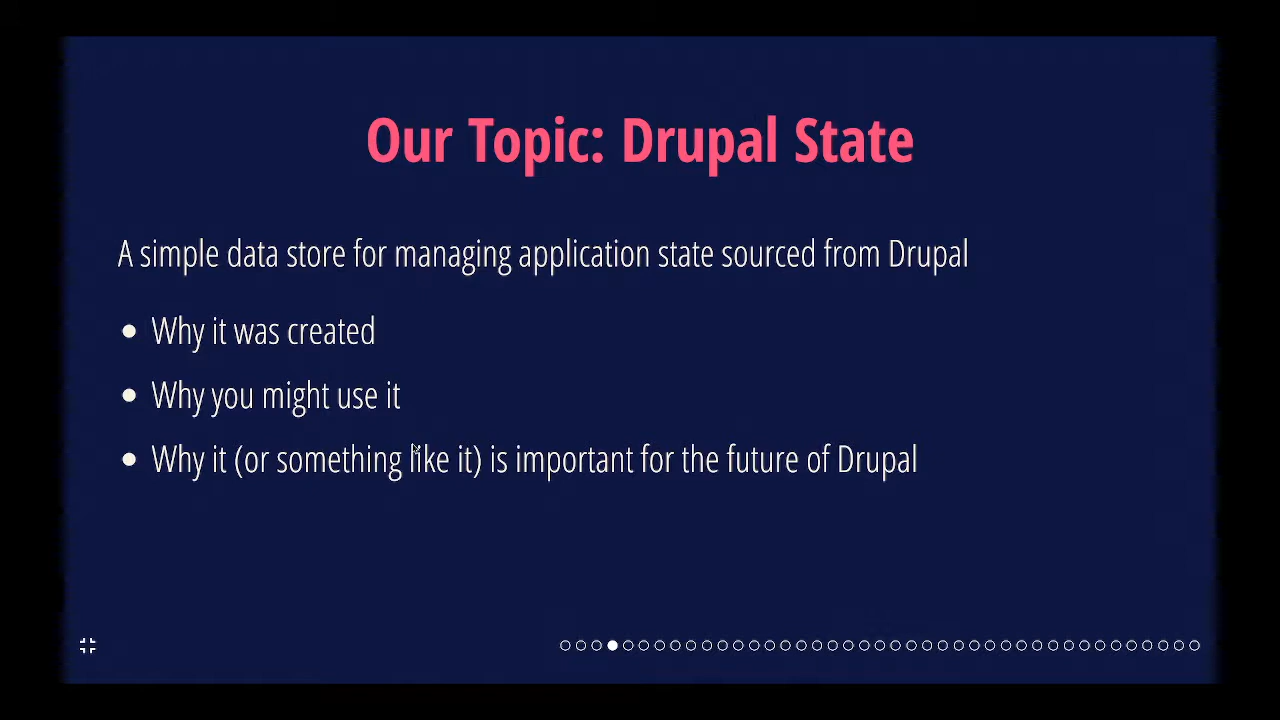 Our Topic: Drupal State
A simple data store for managing application state sourced from Drupal
Why it was created
Why you might use it
Why it (or something like it) is important for the future of Drupal